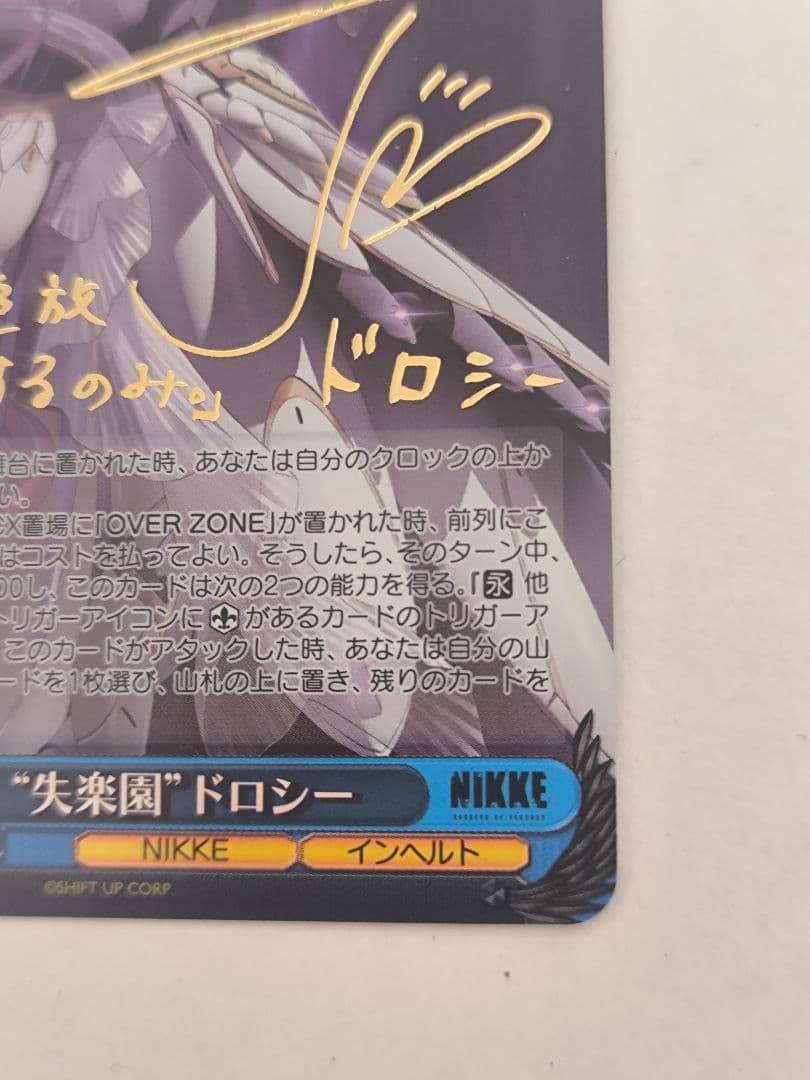 放
するのみ。」
ドロシー
台に置かれた時、あなたは自分のクロックの上か
い。
CX置場に「OVER ZONE」が置かれた時、前列にこ
はコストを払ってよい。そうしたら、そのターン中、
00し、このカードは次の2つの能力を得る。『永 他
トリガーアイコンに があるカードのトリガーア
このカードがアタックした時、あなたは自分の山
ードを1枚選び、山札の上に置き、残りのカードを
“失楽園”ドロシー
NIKKE
NIKKE
インヘルト
©SHIFT UP CORP.